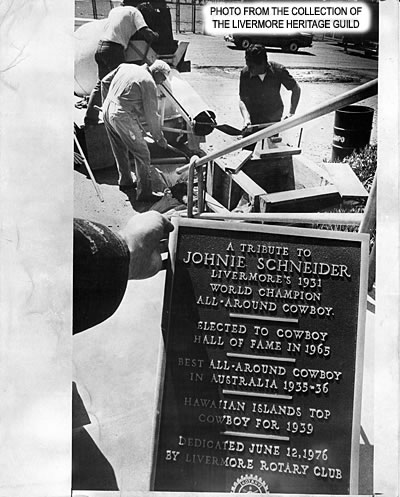 PHOTO FROM THE COLLECTION OF
THE LIVERMORE HERITAGE GUILD
A TRIBUTE TO
JOHNIE SCHNEIDER
LIVERMORE'S 1931
WORLD CHAMPION
ALL-AROUND COWBOY.
ELECTED TO COWBOY
HALL OF FAME IN 1965
BEST ALL-AROUND COWBOY
IN AUSTRALIA 1935-36
HAWAIIAN ISLANDS TOP
COWBOY FOR 1939
DEDICATED JUNE 12, 1976
BY LIVERMORE ROTARY CLUB